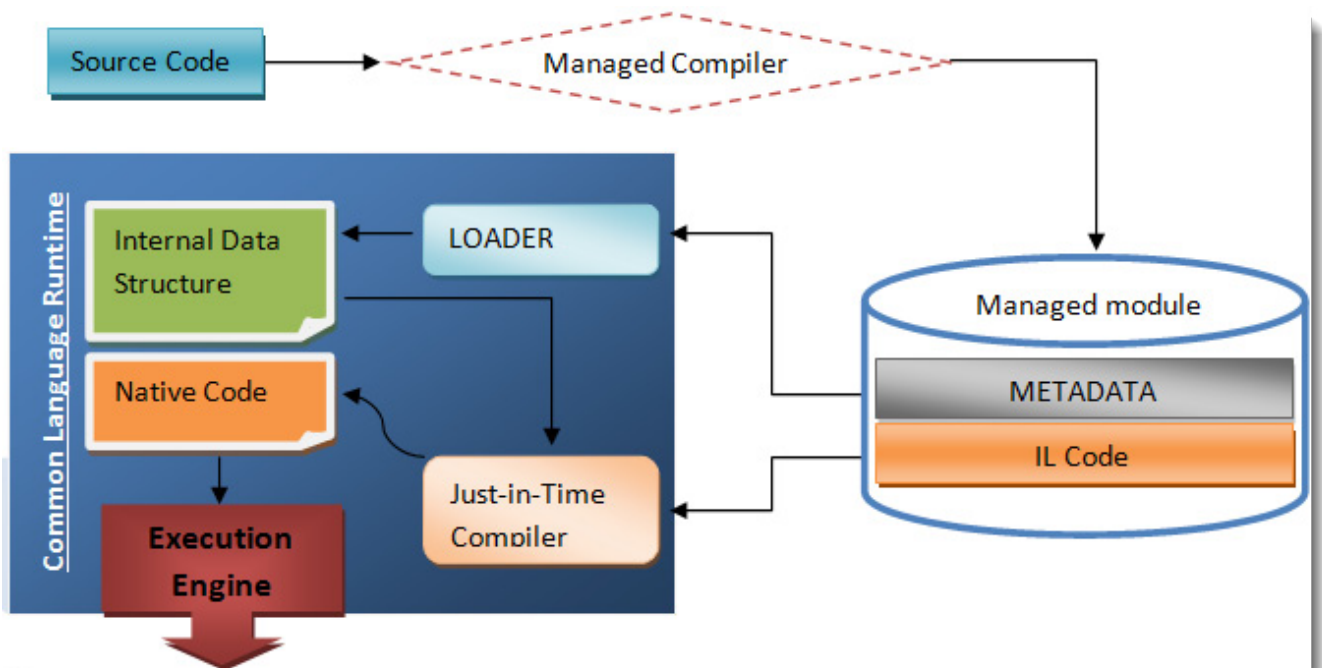 Source Code
Managed Compiler
Common Language Runtime
Internal Data
Structure
LOADER
Managed module
METADATA
IL Code
Native Code
Just-in-Time
Compiler
Execution
Engine